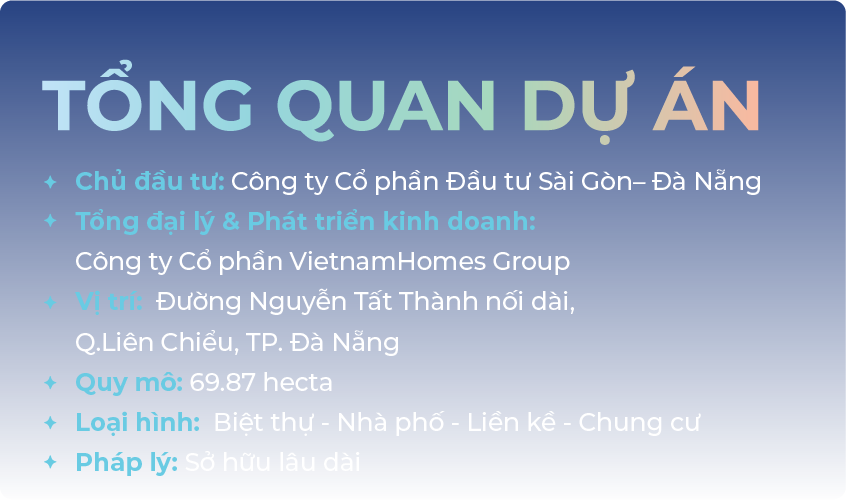 TỔNG QUAN DỰ ÁN
Chủ đầu tư: Công ty Cổ phần Đầu tư Sài Gòn– Đà Nẵng
Tổng đại lý & Phát triển kinh doanh:
Công ty Cổ phần VietnamHomes Group
Vị trí: Đường Nguyễn Tất Thành nối dài,
Q.Liên Chiểu, TP. Đà Nẵng
Quy mô: 69.87 hecta
Loại hình: Biệt thự - Nhà phố - Liền kề - Chung cư
Pháp lý: Sở hữu lâu dài